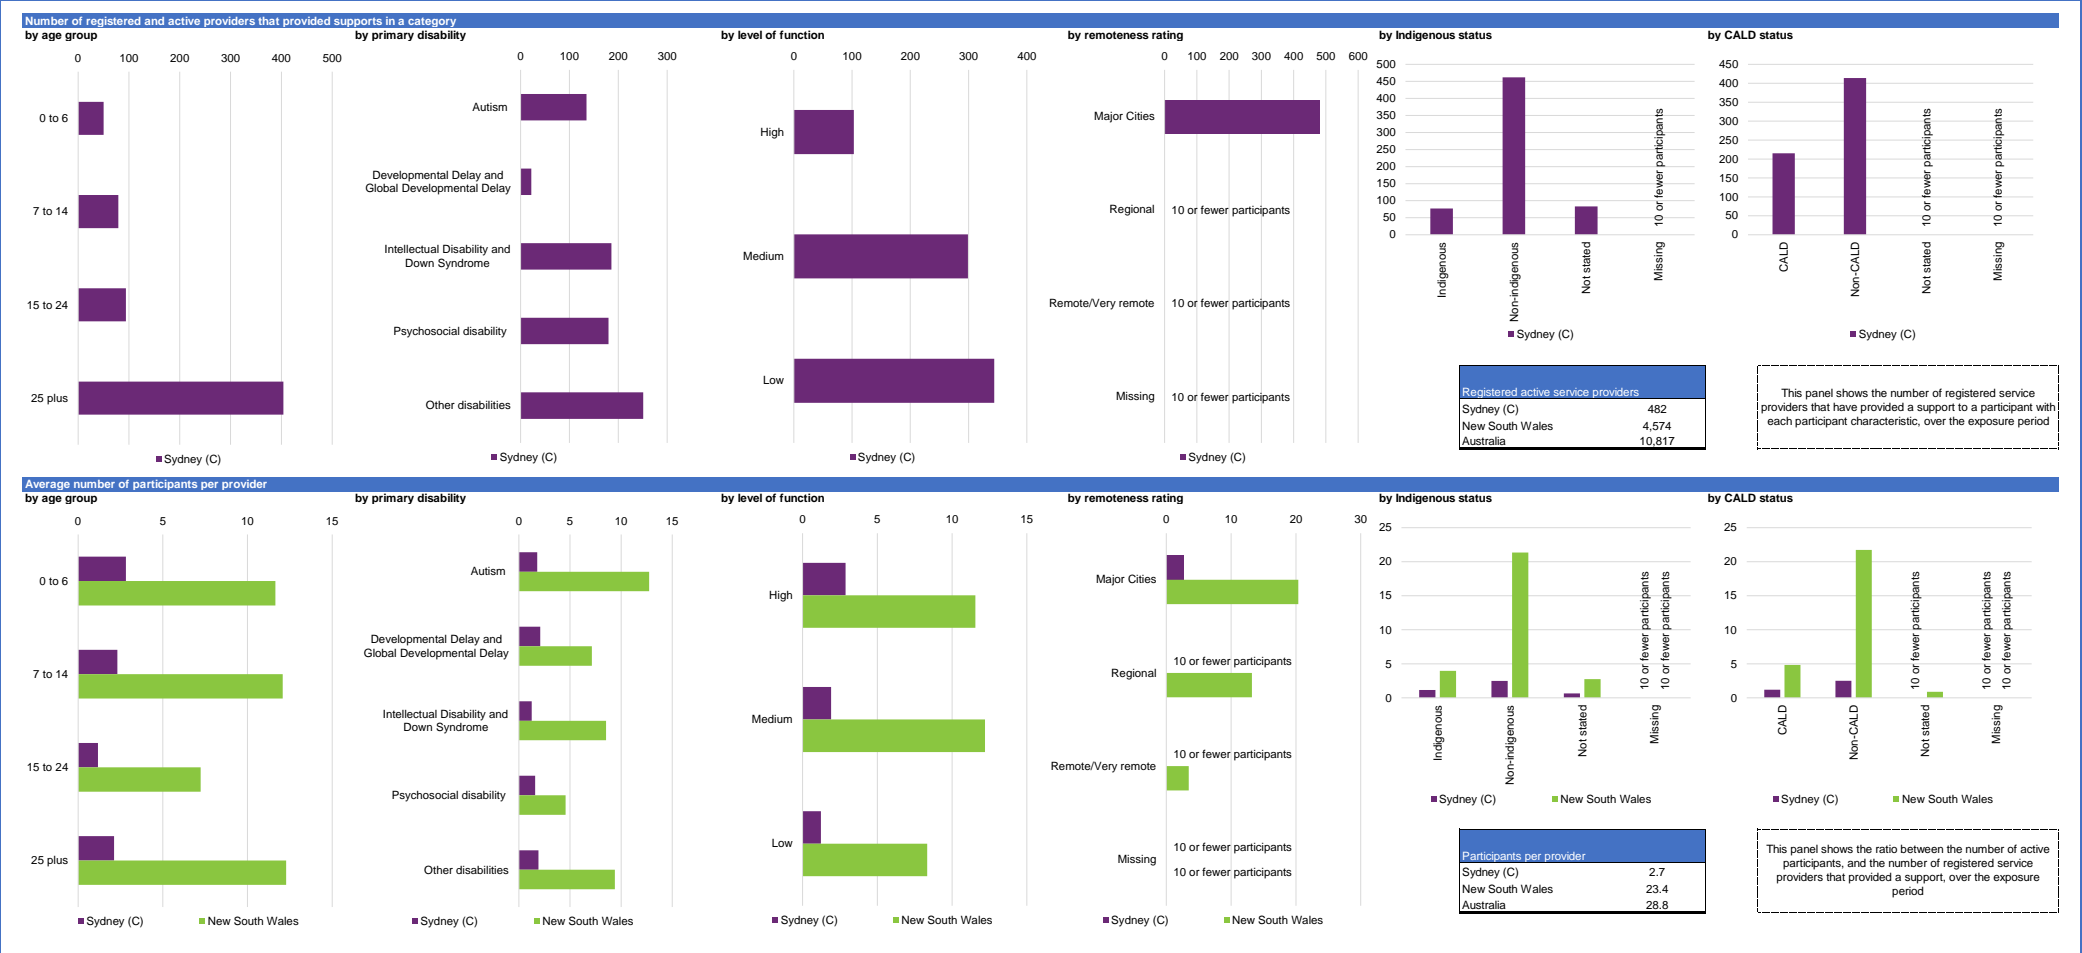 Number of registered and active providers that provided supports in a category
by age group
0 100 200 300 400 500
0 to 6
7 to 14
15 to 24
25 plus
Sydney (C)
by primary disability
0 100 200 300
Autism
Developmental Delay and
Global Developmental Delay
Intellectual Disability and
Down Syndrome
Psychosocial disability
Other disabilities
Sydney (C)
by level of function
0 100 200 300 400
High
Medium
Low
Sydney (C)
by remoteness rating
0 100 200 300 400 500 600
Major Cities
Regional 10 or fewer participants
Remote/Very remote 10 or fewer participants
Missing 10 or fewer participants
Sydney (C)
by Indigenous status
500
450
400
350
300
250
200
150
100
50
0
10 or fewer participants
Indigenous
Non-indigenous
Not stated
Missing
Sydney (C)
by CALD status
450
400
350
300
250
200
150
100
50
0
10 or fewer participants
10 or fewer participants
CALD
Non-CALD
Not stated
Missing
Sydney (C)
Registered active service providers
Sydney (C) 482
New South Wales 4,574
Australia 10,817
This panel shows the number of registered service
providers that have provided a support to a participant with
each participant characteristic, over the exposure period
Average number of participants per provider
by age group
0 5 10 15
0 to 6
7 to 14
15 to 24
25 plus
Sydney (C) New South Wales
by primary disability
0 5 10 15
Autism
Developmental Delay and
Global Developmental Delay
Intellectual Disability and
Down Syndrome
Psychosocial disability
Other disabilities
Sydney (C) New South Wales
by level of function
0 5 10 15
High
Medium
Low
Sydney (C) New South Wales
by remoteness rating
0 10 20 30
Major Cities
10 or fewer participants
Regional
10 or fewer participants
Remote/Very remote
10 or fewer participants
Missing
10 or fewer participants
Sydney (C) New South Wales
by Indigenous status
25
20
15
10
5
0
10 or fewer participants
10 or fewer participants
Indigenous
Non-indigenous
Not stated
Missing
Sydney (C) New South Wales
by CALD status
25
20
15
10
5
0
10 or fewer participants
10 or fewer participants
10 or fewer participants
CALD
Non-CALD
Not stated
Missing
Sydney (C) New South Wales
Participants per provider
Sydney (C) 2.7
New South Wales 23.4
Australia 28.8
This panel shows the ratio between the number of active
participants, and the number of registered service
providers that provided a support, over the exposure
period